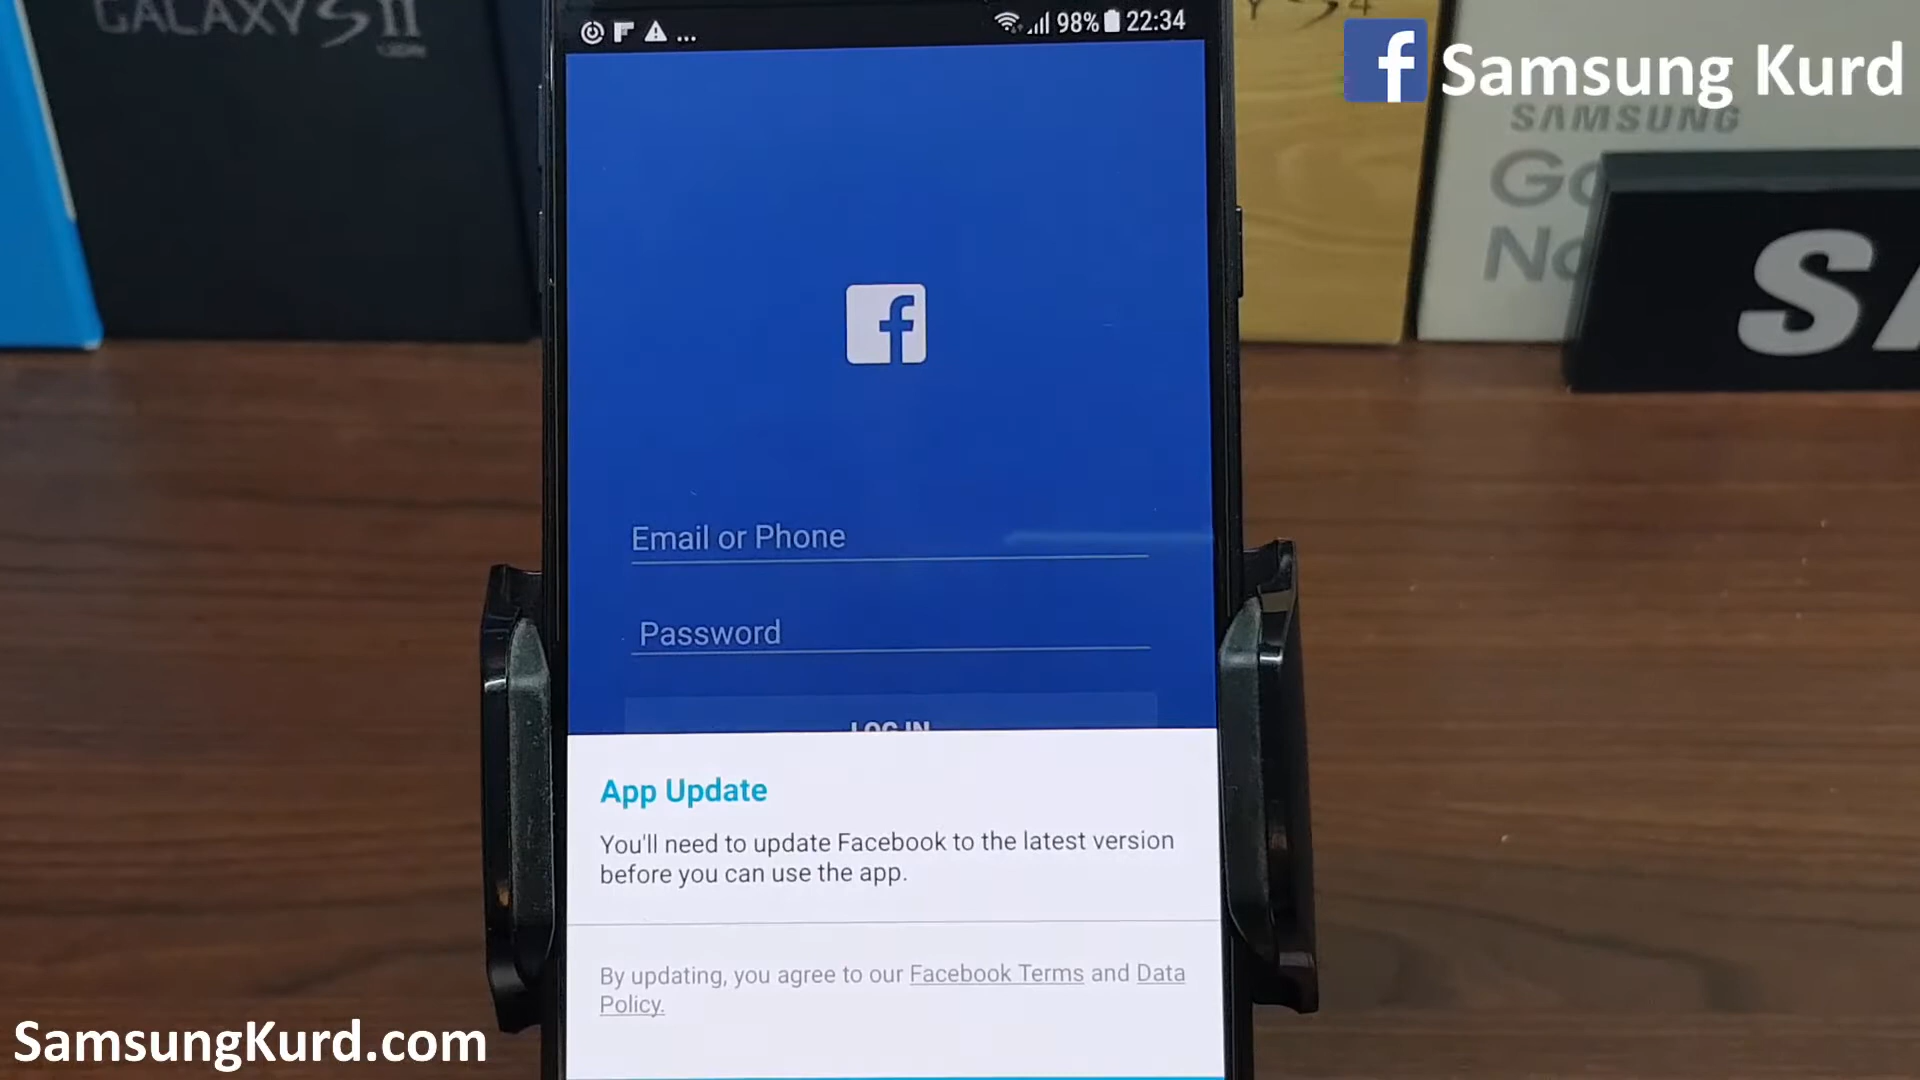 GALAXY S II
98% 22:34
Samsung Kurd
SAMSUNG
Email or Phone
Password
LOG IN
App Update
You'll need to update Facebook to the latest version
before you can use the app.
By updating, you agree to our Facebook Terms and Data
Policy.
SamsungKurd.com